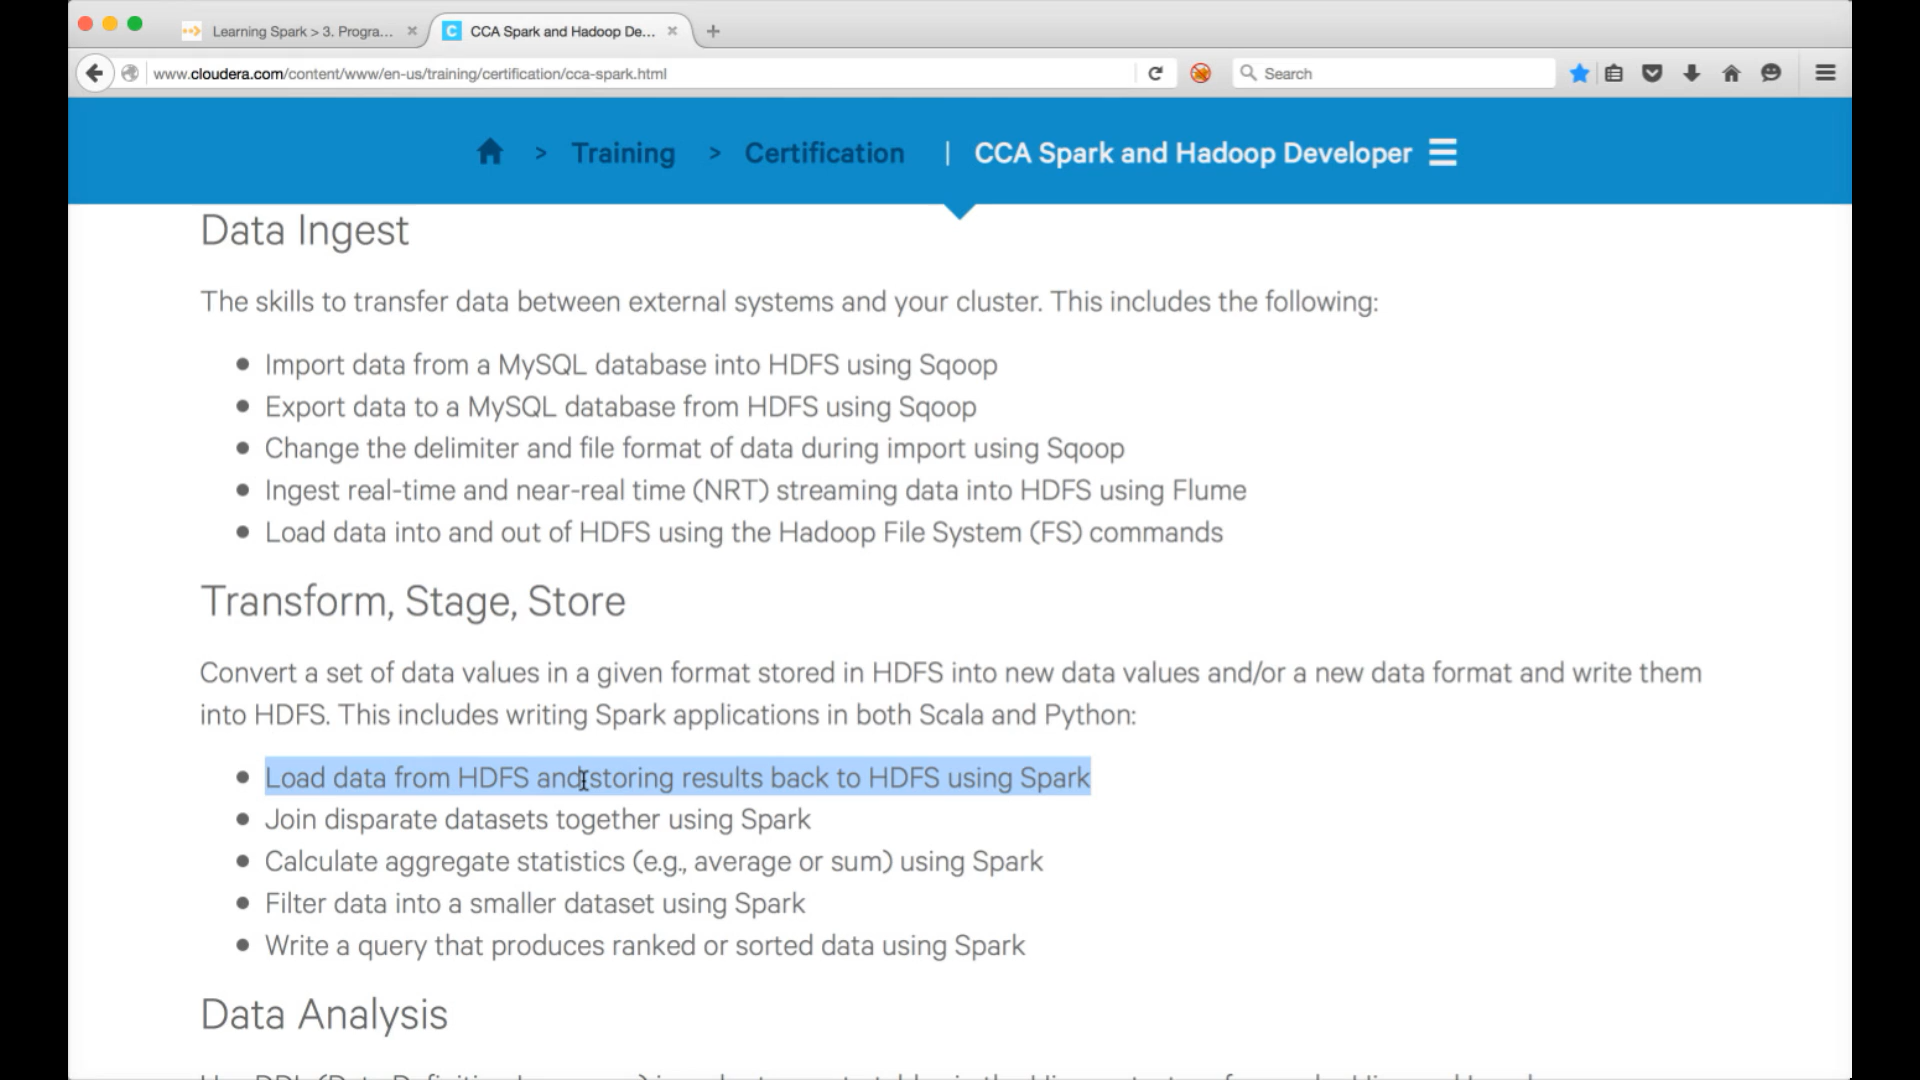 Learning Spark > 3. Progra...
CCA Spark and Hadoop De...
www.cloudera.com/content/www/en-us/training/certification/cca-spark.html
Search
> Training > Certification | CCA Spark and Hadoop Developer
Data Ingest
The skills to transfer data between external systems and your cluster. This includes the following:
Import data from a MySQL database into HDFS using Sqoop
Export data to a MySQL database from HDFS using Sqoop
Change the delimiter and file format of data during import using Sqoop
Ingest real-time and near-real time (NRT) streaming data into HDFS using Flume
Load data into and out of HDFS using the Hadoop File System (FS) commands
Transform, Stage, Store
Convert a set of data values in a given format stored in HDFS into new data values and/or a new data format and write them
into HDFS. This includes writing Spark applications in both Scala and Python:
Load data from HDFS and storing results back to HDFS using Spark
Join disparate datasets together using Spark
Calculate aggregate statistics (e.g., average or sum) using Spark
Filter data into a smaller dataset using Spark
Write a query that produces ranked or sorted data using Spark
Data Analysis